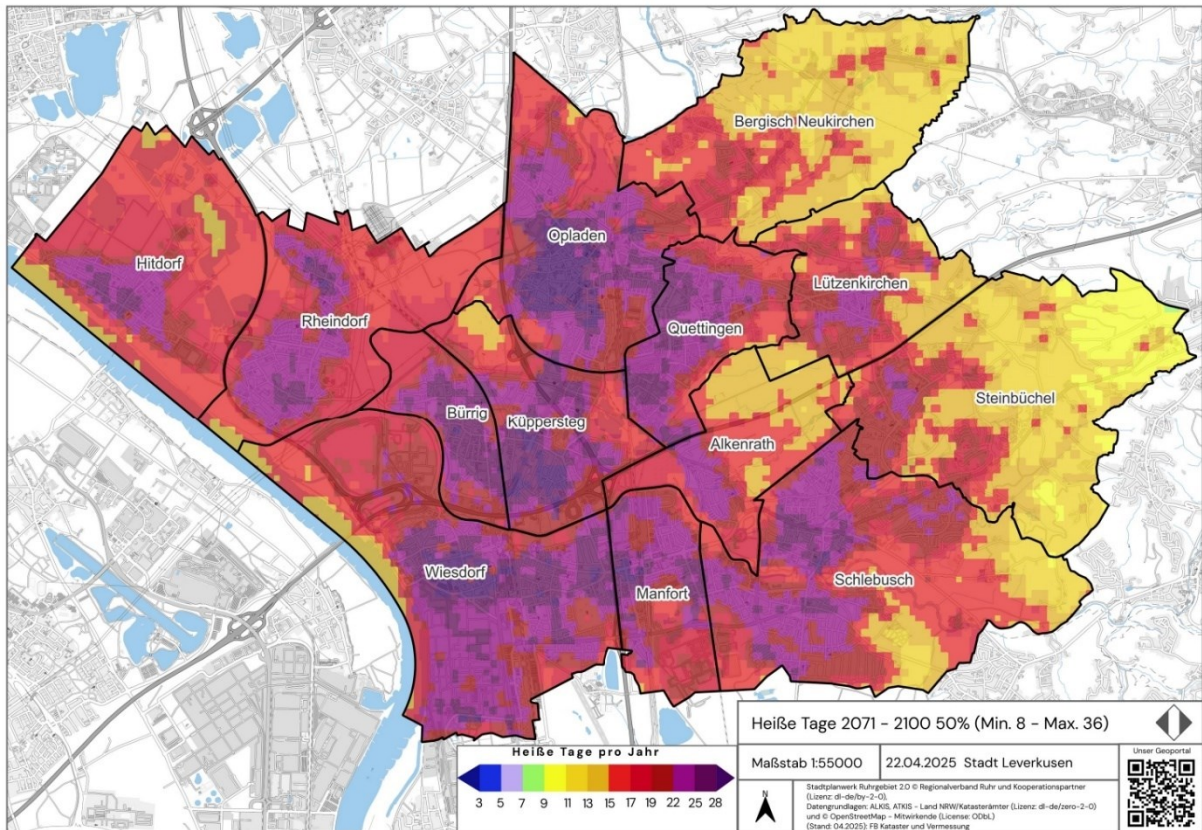 Bergisch Neukirchen
Opladen
Hitdorf
Lützenkirchen
Rheindorf
Quettingen
Steinbüchel
Bürrig
Küppersteg
Alkenrath
Wiesdorf
Schlebusch
Manfort
Heiße Tage 2071 - 2100 50% (Min. 8 - Max. 36)
Heiße Tage pro Jahr
3 5 7 9 11 13 15 17 19 22 25 28
Maßstab 1:55000
22.04.2025 Stadt Leverkusen
Unser Geoportal
N
Stadtplanwerk Ruhrgebiet 2.0 © Regionalverband Ruhr und Kooperationspartner
(Lizenz: dl-de/by-2-0),
Datengrundlagen: ALKIS, ATKIS - Land NRW/Katasterämter (Lizenz: dl-de/zero-2-0)
und © OpenStreetMap - Mitwirkende (License: ODbL)
(Stand: 04.2025): FB Kataster und Vermessung